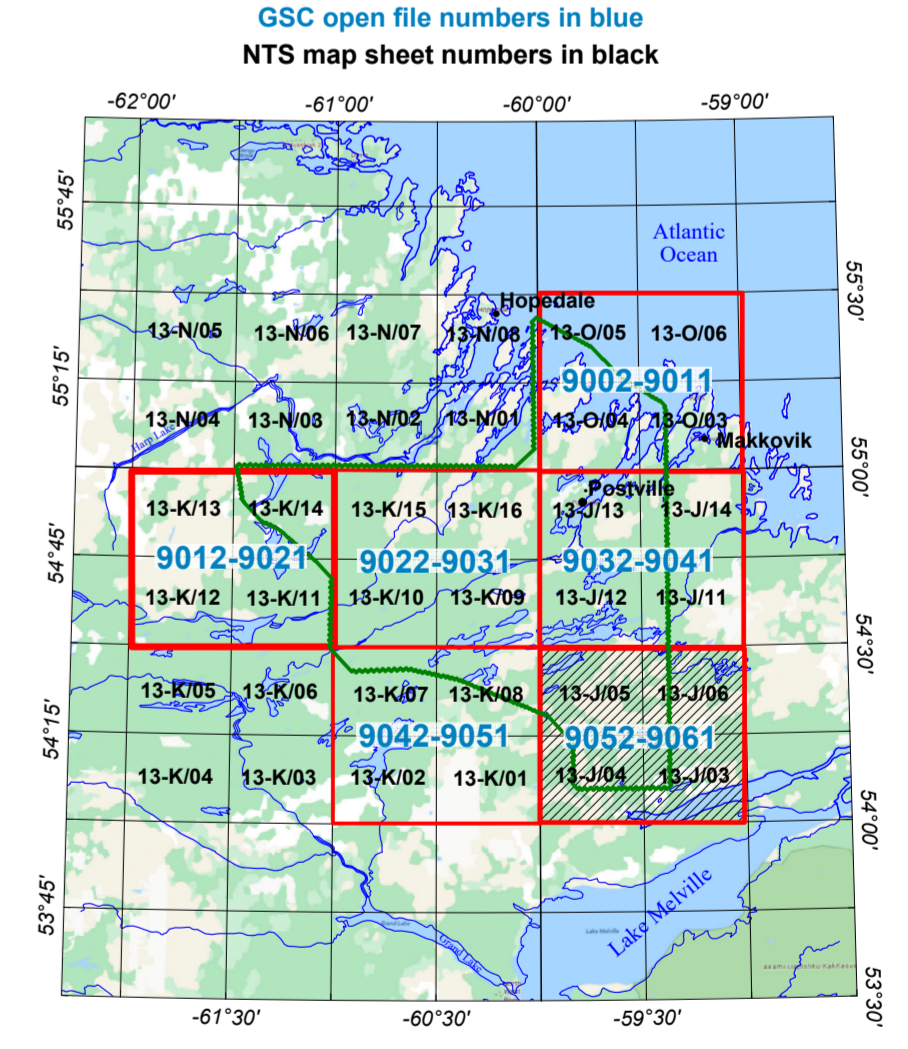 GSC open file numbers in blue
NTS map sheet numbers in black
-62°00' -61°00' -60°00' -59°00'
55°45'
Atlantic
Ocean
55°30'
Hopedale
13-N/05 13-N/06 13-N/07 13-N/08 13-O/05 13-O/06
55°15'
9002-9011
13-N/04 13-N/03 13-N/02 13-N/01 13-O/04 13-O/03
Harp Lake
Makkovik
55°00'
Postville
13-K/13 13-K/14 13-K/15 13-K/16 13-J/13 13-J/14
54°45'
9012-9021 9022-9031 9032-9041
13-K/12 13-K/11 13-K/10 13-K/09 13-J/12 13-J/11
54°30'
13-K/05 13-K/06 13-K/07 13-K/08 13-J/05 13-J/06
54°15'
9042-9051 9052-9061
13-K/04 13-K/03 13-K/02 13-K/01 13-J/04 13-J/03
54°00'
53°45'
Lake Melville
Lake Melville
Grand Lake
Grand Lake
53°30'
-61°30' -60°30' -59°30'